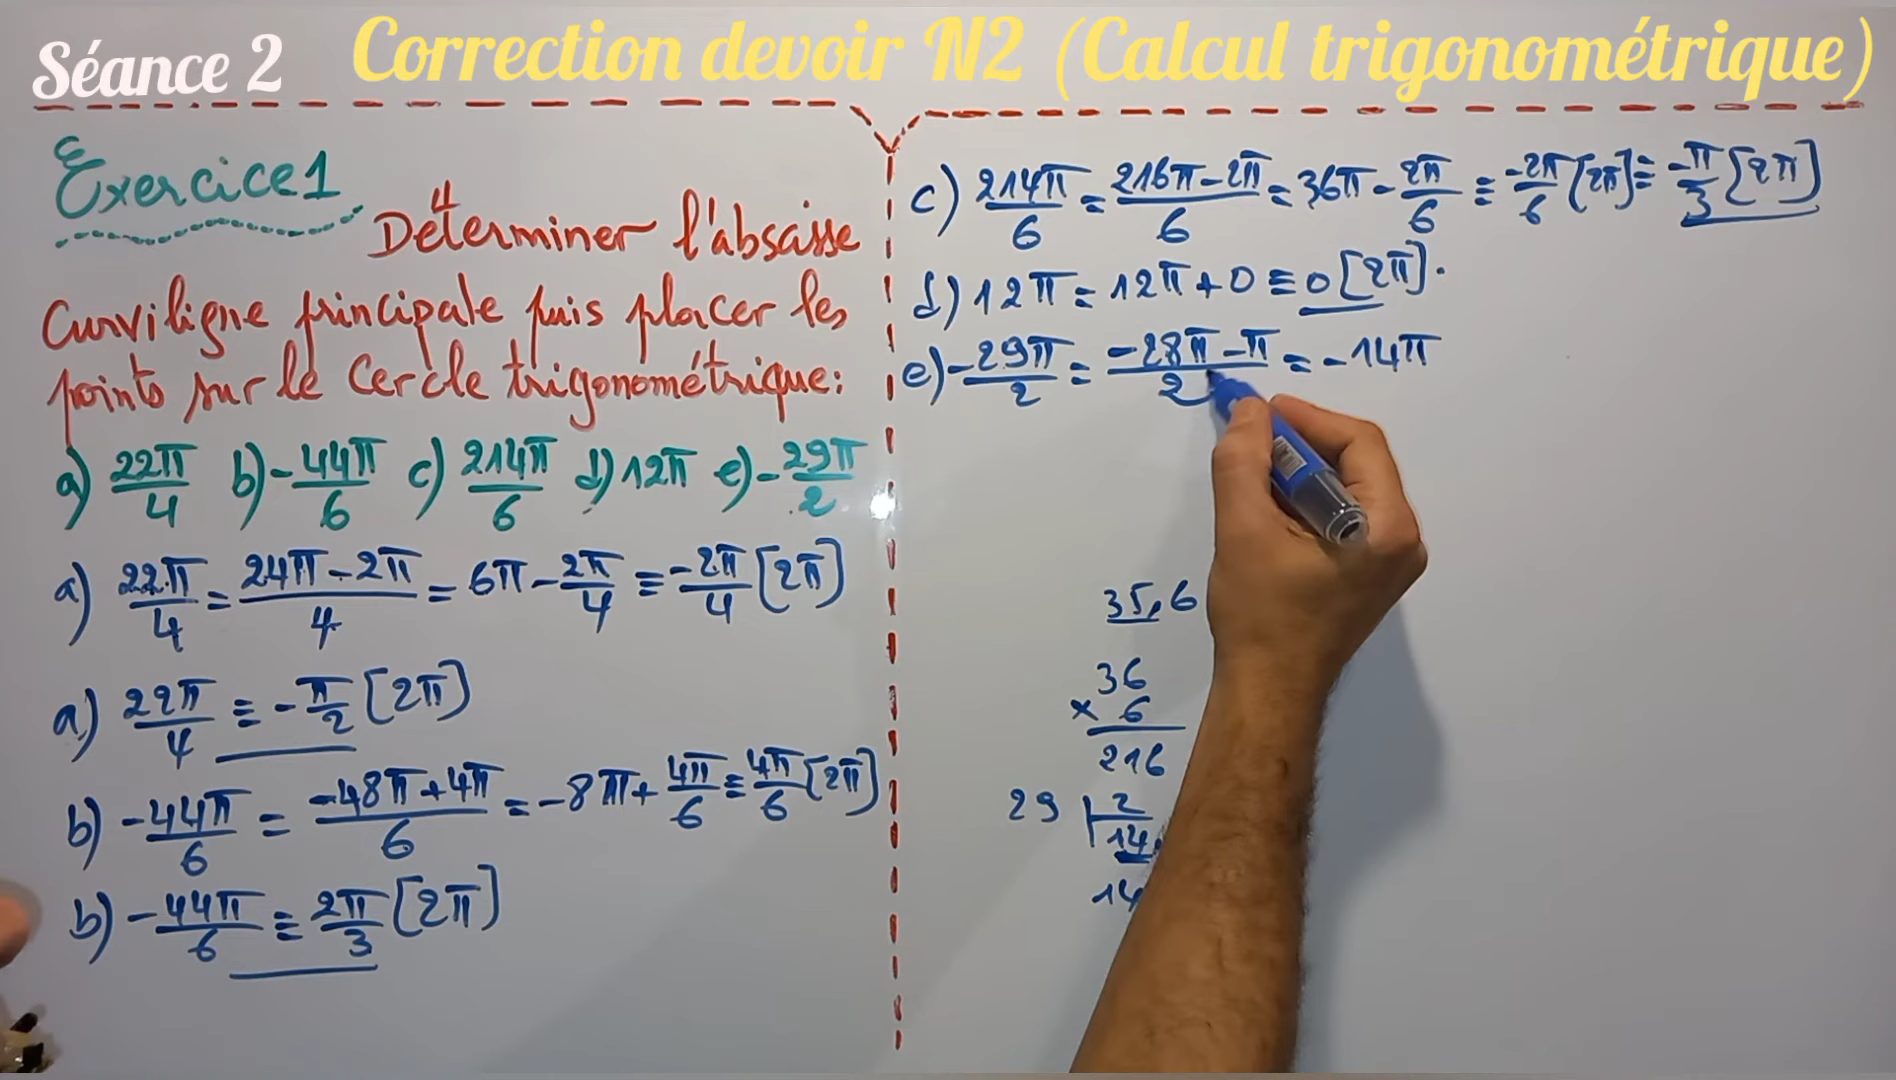 Séance 2 Correction devoir N2 (Calcul trigonométrique)
Exercice 1
Déterminer l'abscisse
Curviligne principale puis placer les
points sur le Cercle trigonométrique:
a) 22π/4 b) -44π/6 c) 214π/6 d) 12π e) -29π/2
a) 22π/4 = (24π-2π)/4 = 6π - 2π/4 ≡ -2π/4 [2π]
a) 22π/4 ≡ -π/2 [2π]
b) -44π/6 = (-48π+4π)/6 = -8π + 4π/6 ≡ 4π/6 [2π]
b) -44π/6 ≡ 2π/3 [2π]
c) 214π/6 = (216π-2π)/6 = 36π - 2π/6 ≡ -2π/6 [2π] ≡ -π/3 [2π]
d) 12π = 12π + 0 ≡ 0 [2π].
e) -29π/2 = (-28π-π)/2 = -14π
35,6
36
× 6
216
29 2
14,
14